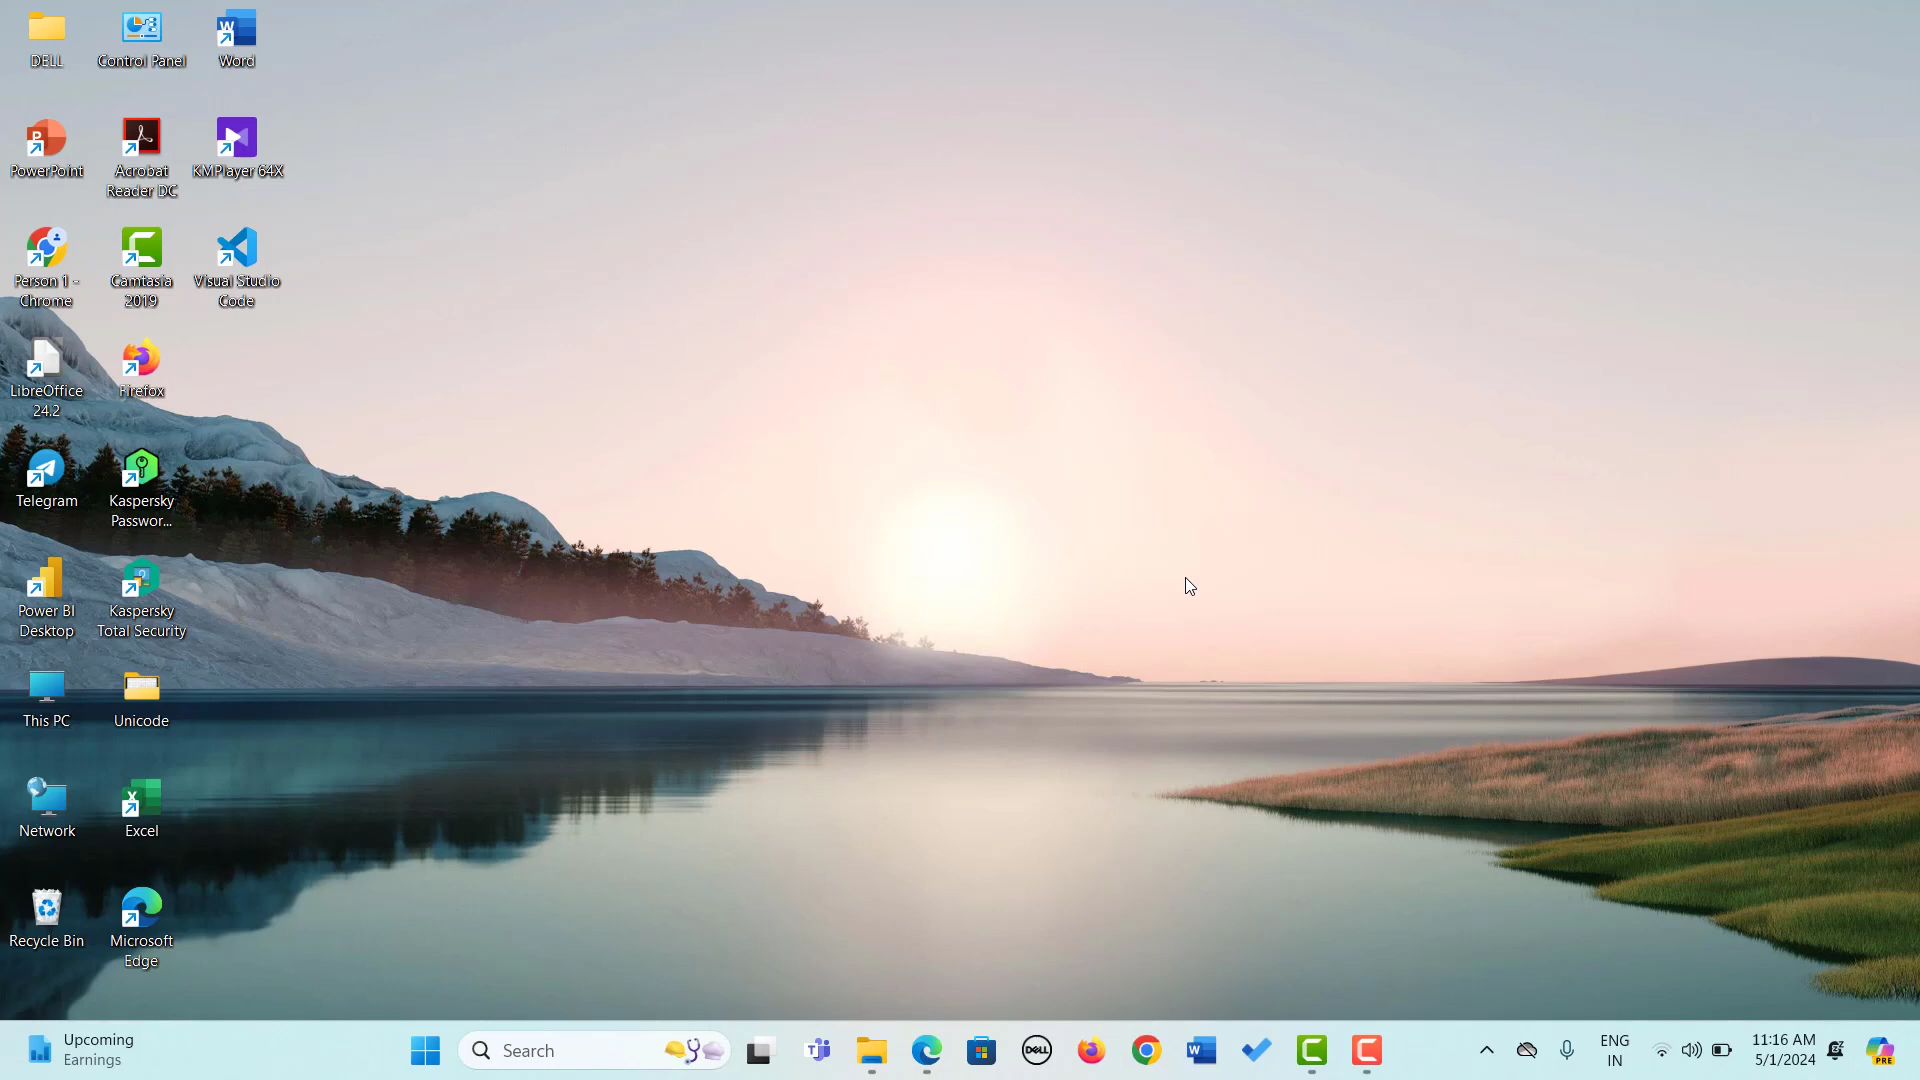 DELL
Control Panel
Word
PowerPoint
Acrobat
Reader DC
KMPlayer 64X
Person 1 -
Chrome
Camtasia
2019
Visual Studio
Code
LibreOffice
24.2
Firefox
Telegram
Kaspersky
Passwor...
Power BI
Desktop
Kaspersky
Total Security
This PC
Unicode
Network
Excel
Recycle Bin
Microsoft
Edge
Upcoming
Earnings
Search
DELL
ENG
IN
11:16 AM
5/1/2024
PRE